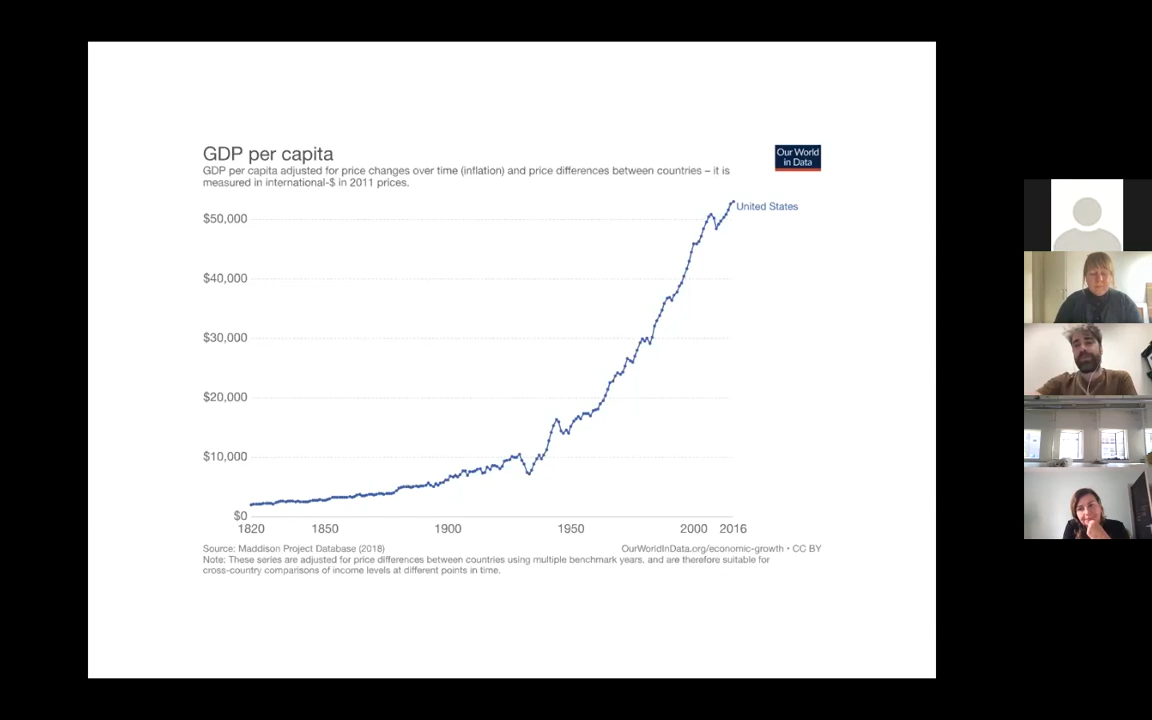 GDP per capita
Our World
in Data
GDP per capita adjusted for price changes over time (inflation) and price differences between countries – it is
measured in international-$ in 2011 prices.
United States
$50,000
$40,000
$30,000
$20,000
$10,000
$0
1820 1850 1900 1950 2000 2016
Source: Maddison Project Database (2018) OurWorldInData.org/economic-growth • CC BY
Note: These series are adjusted for price differences between countries using multiple benchmark years, and are therefore suitable for
cross-country comparisons of income levels at different points in time.